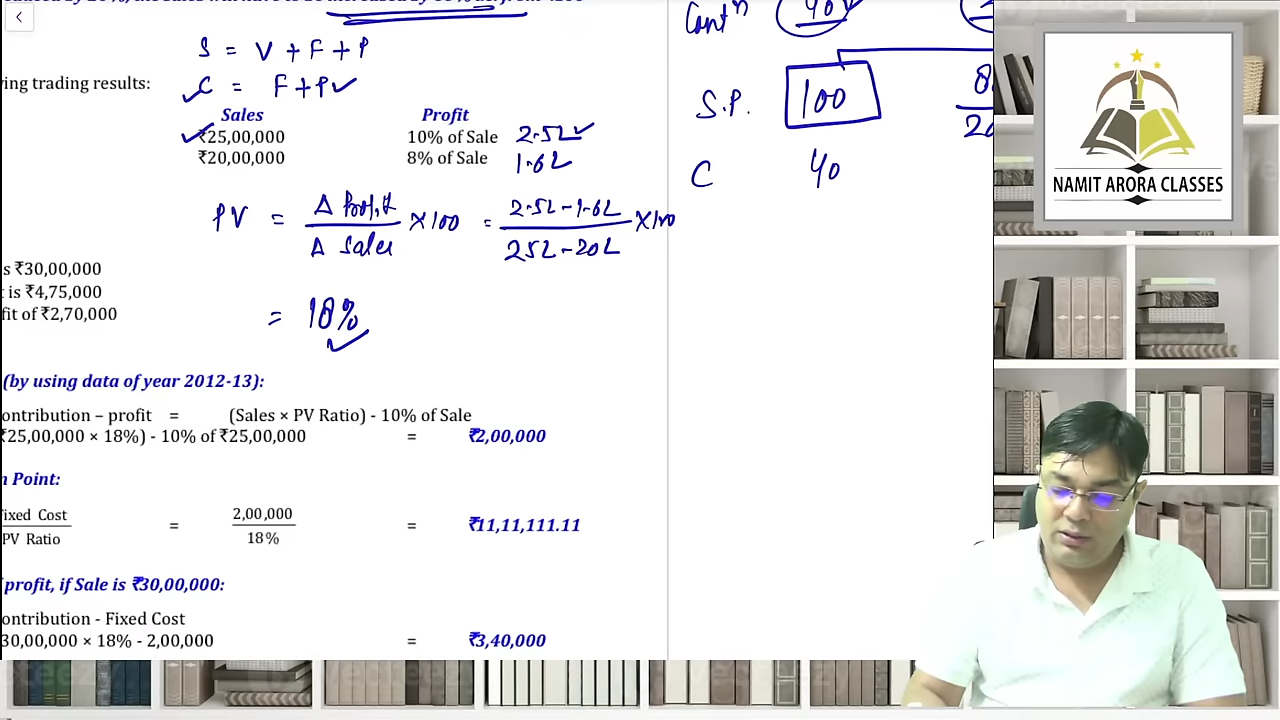 S = V + F + P
ving trading results:
C = F + P
Sales Profit
₹25,00,000 10% of Sale 2.5L
₹20,00,000 8% of Sale 1.6L
PV = Δ Profit / Δ Sales × 100 = 2.5L - 1.6L / 25L - 20L × 100
s ₹30,00,000
t is ₹4,75,000
fit of ₹2,70,000
= 18%
(by using data of year 2012-13):
ontribution – profit = (Sales × PV Ratio) - 10% of Sale
₹25,00,000 × 18%) - 10% of ₹25,00,000 = ₹2,00,000
n Point:
ixed Cost / PV Ratio = 2,00,000 / 18% = ₹11,11,111.11
profit, if Sale is ₹30,00,000:
ontribution - Fixed Cost
30,00,000 × 18% - 2,00,000 = ₹3,40,000
Contn 40
S.P. 100
C 40
NAMIT ARORA CLASSES